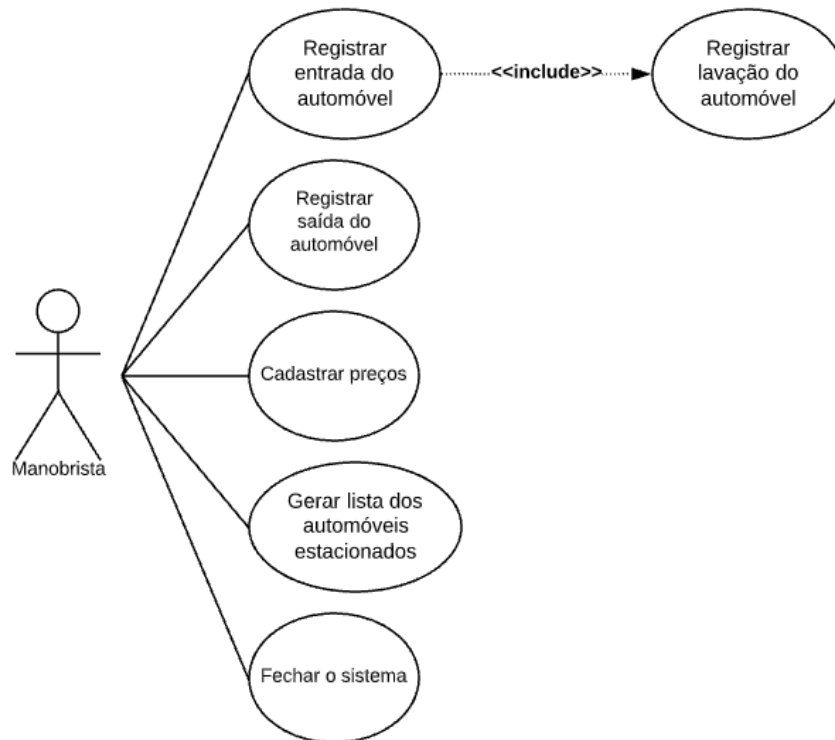 Registrar
entrada do
automóvel
<<include>>
Registrar
lavação do
automóvel
Registrar
saída do
automóvel
Cadastrar preços
Manobrista
Gerar lista dos
automóveis
estacionados
Fechar o sistema